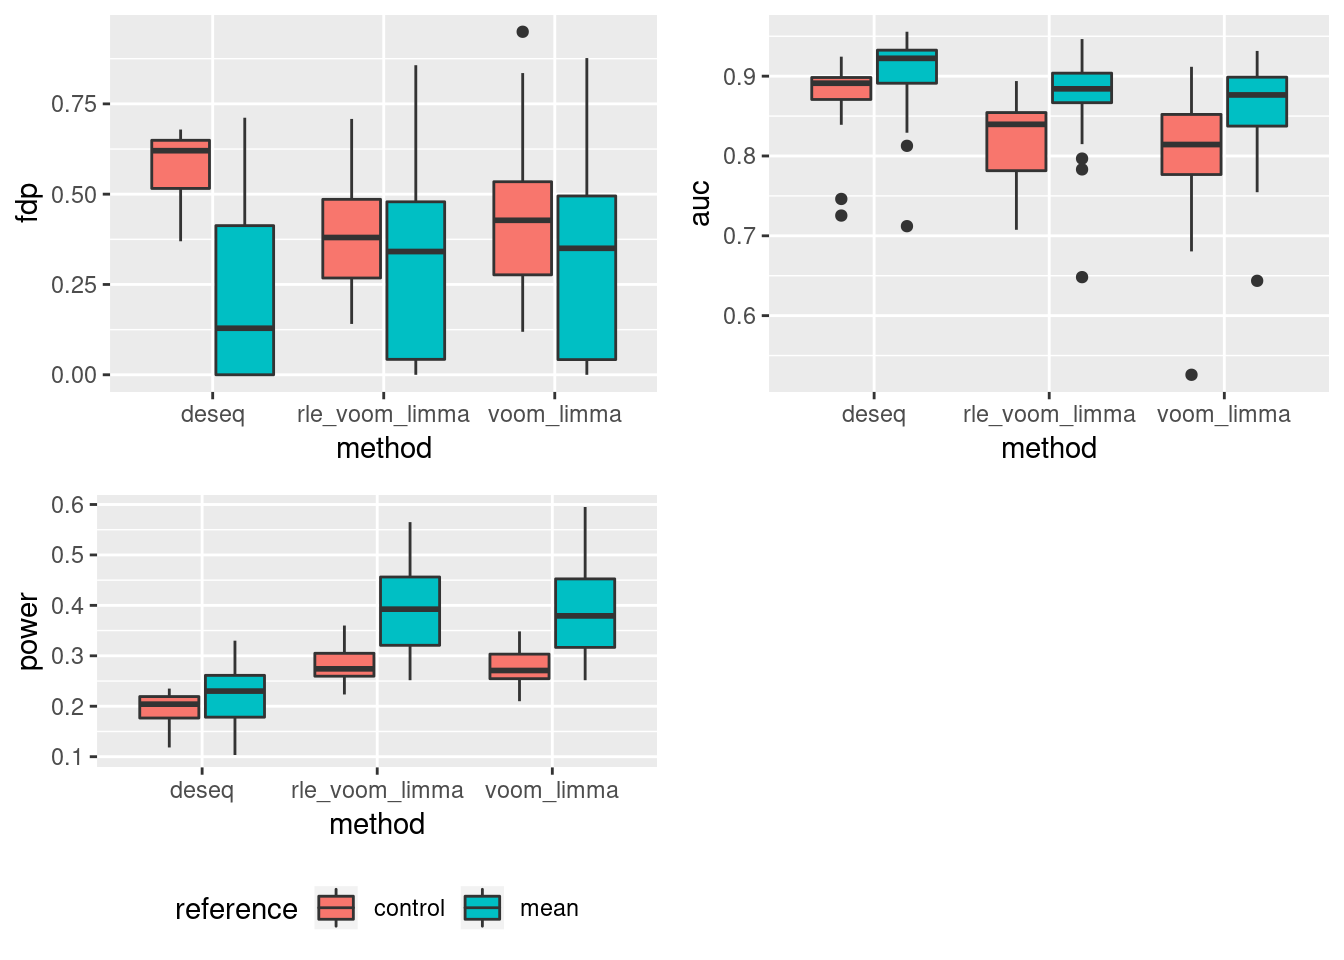 fdp
0.75
0.50
0.25
0.00
deseq rle_voom_limma voom_limma
method
auc
0.9
0.8
0.7
0.6
deseq rle_voom_limma voom_limma
method
power
0.6
0.5
0.4
0.3
0.2
0.1
deseq rle_voom_limma voom_limma
method
reference control mean